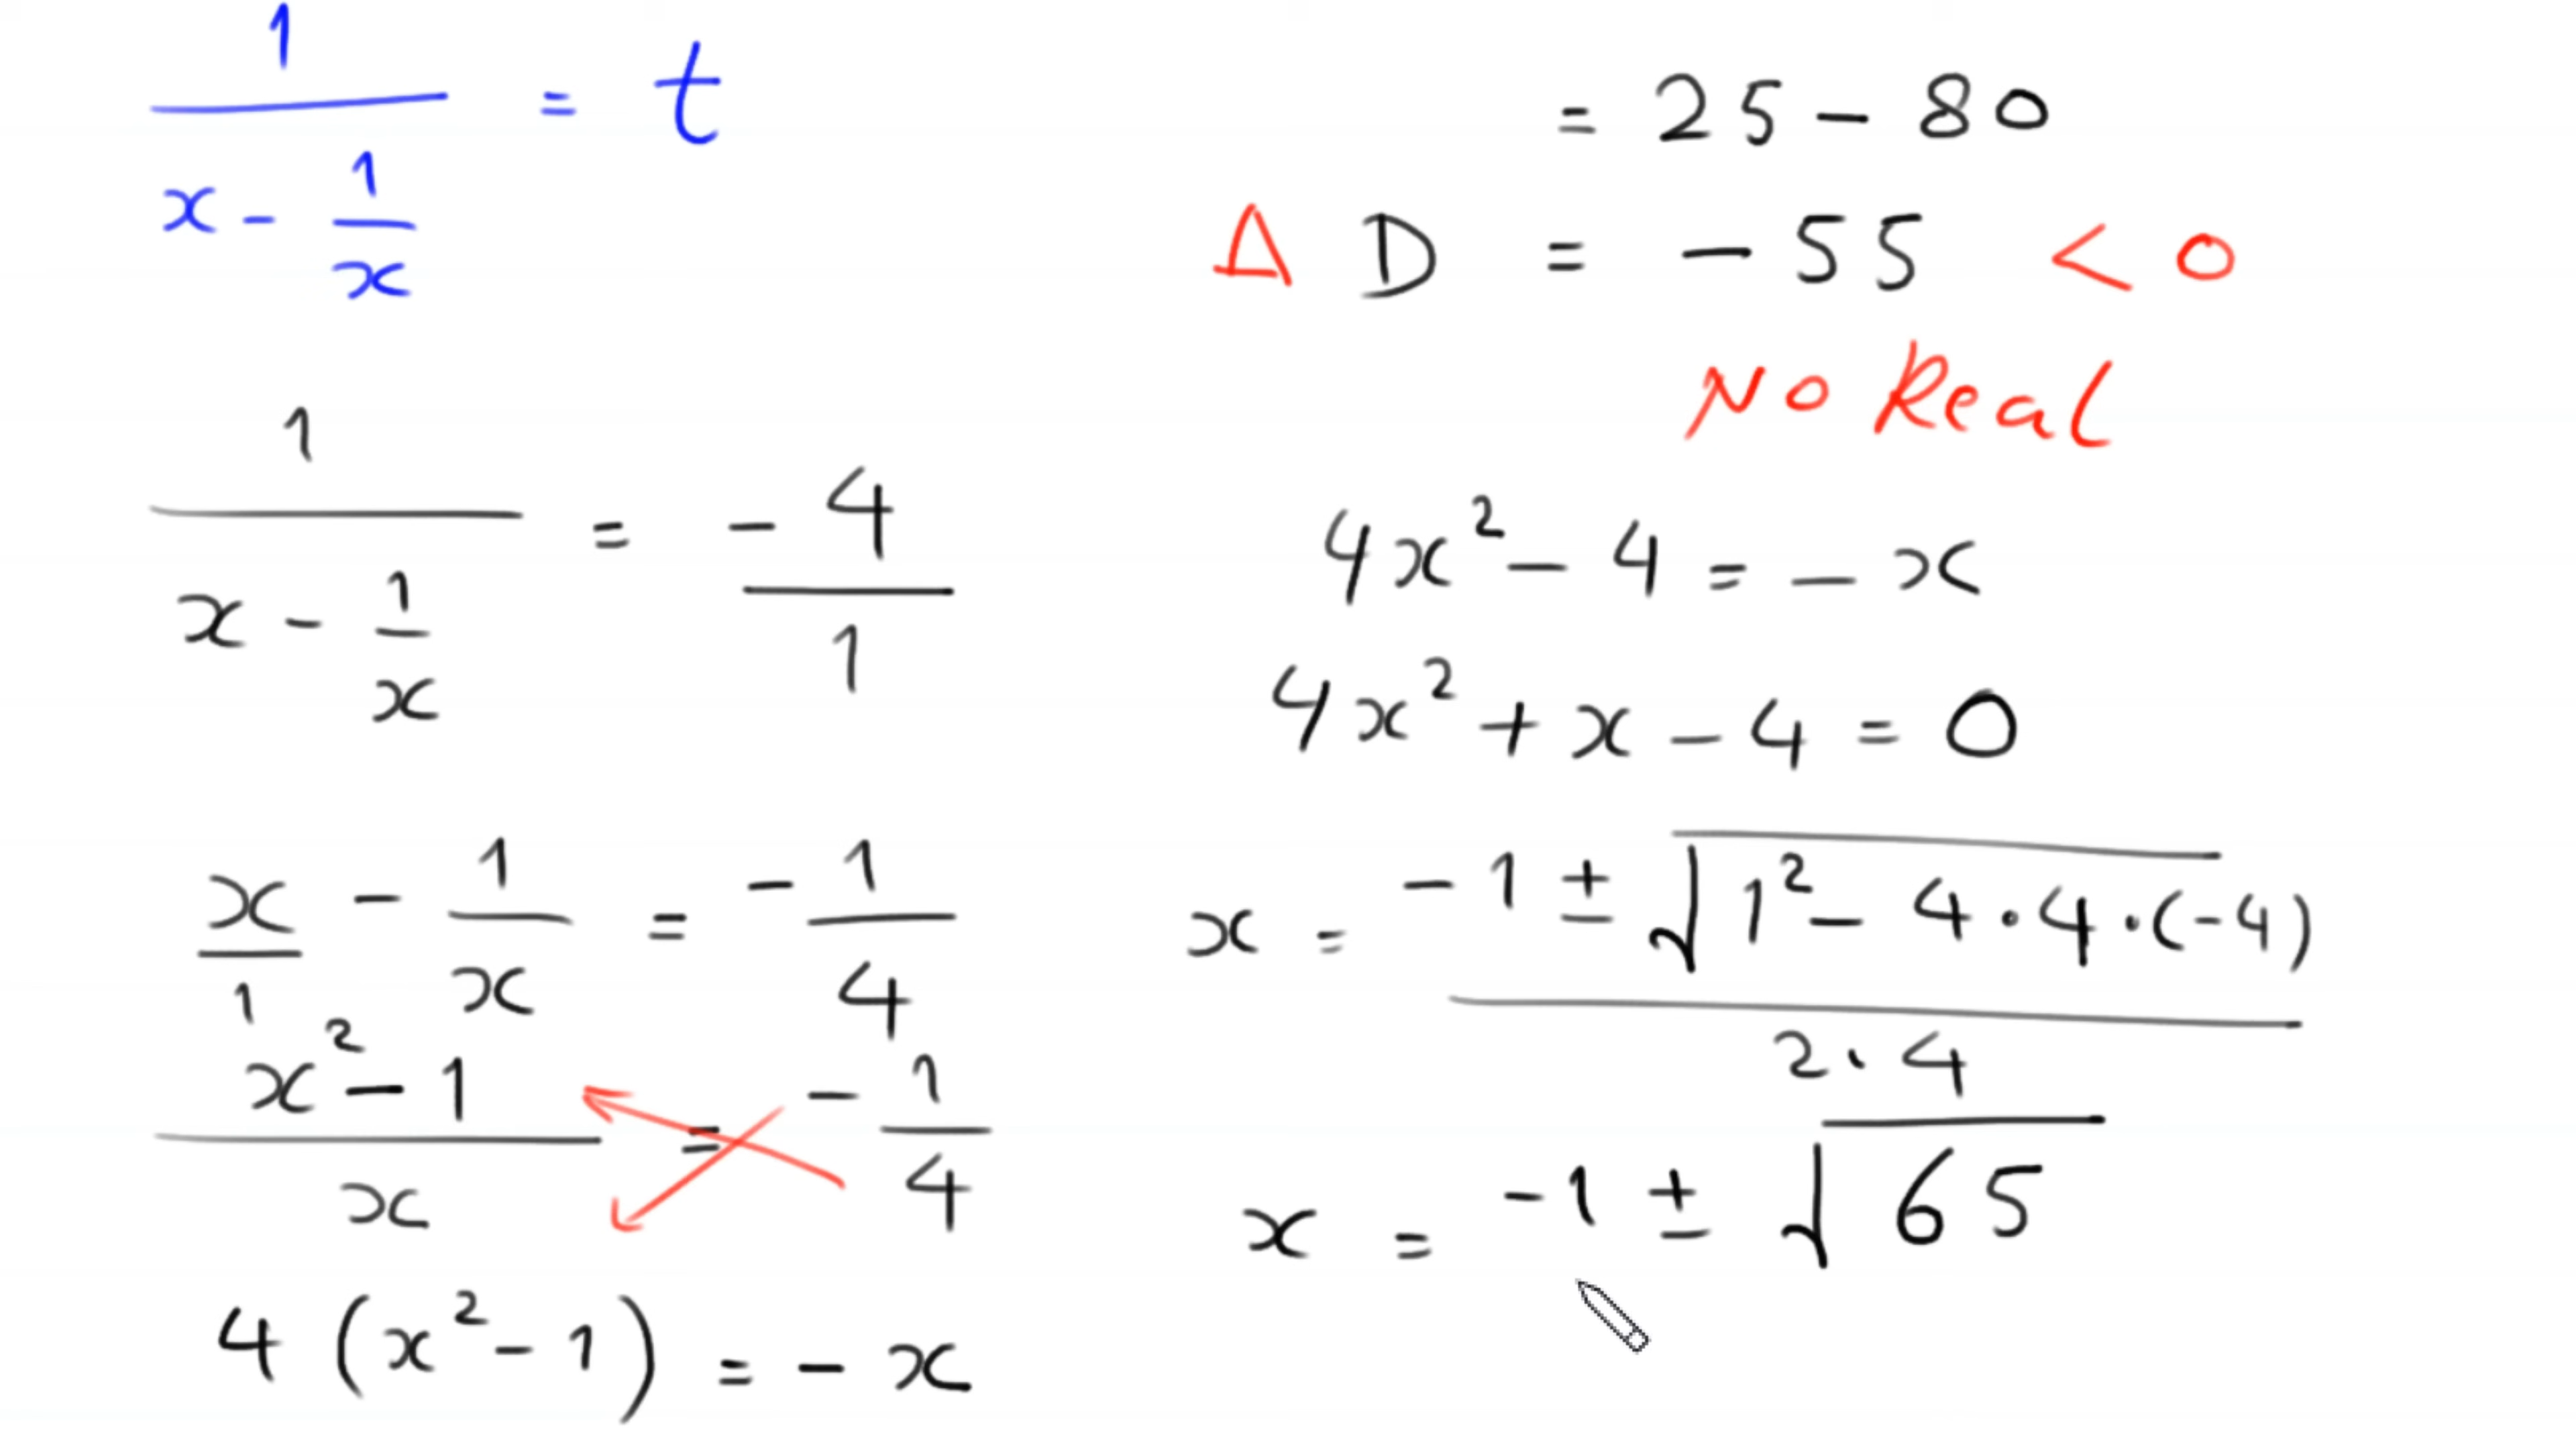 1/(x - 1/x) = t
1/(x - 1/x) = -4/1
x/1 - 1/x = -1/4
(x² - 1)/x = -1/4
4(x² - 1) = -x
= 25 - 80
Δ D = -55 < 0
No Real
4x² - 4 = -x
4x² + x - 4 = 0
x = (-1 ± √(1² - 4·4·(-4)))/(2·4)
x = -1 ± √65